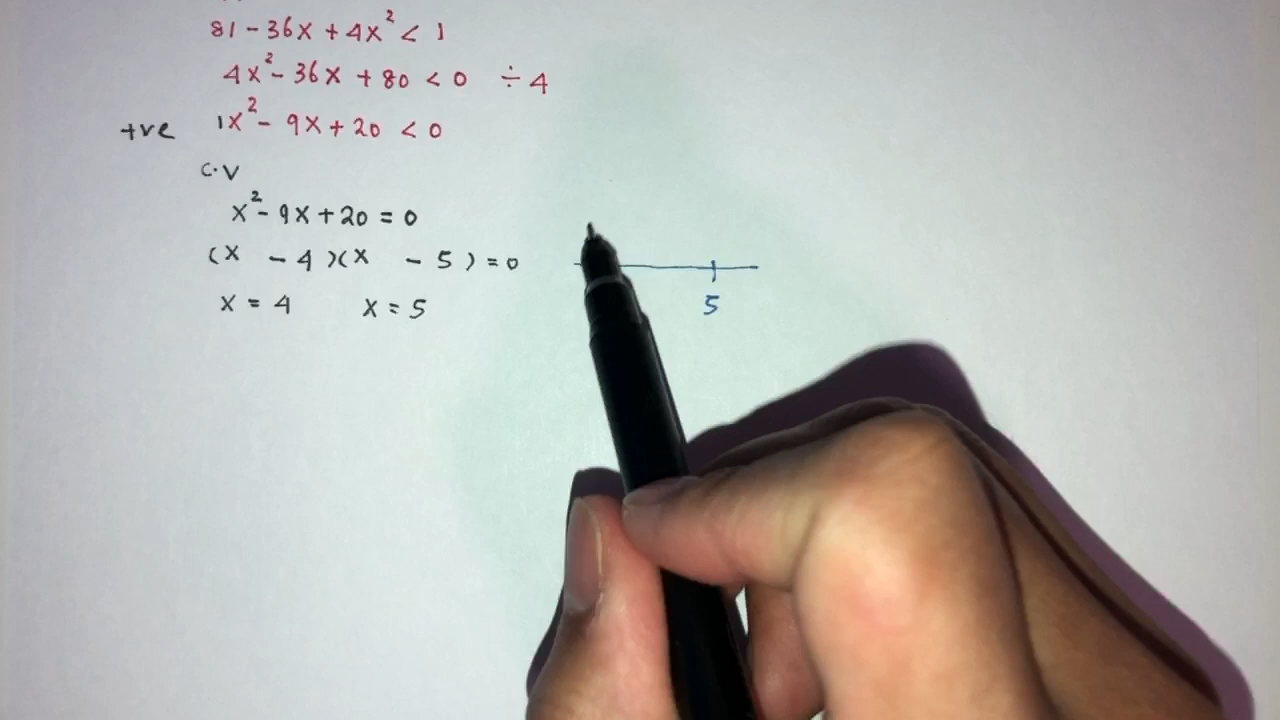 81 - 36x + 4x² < 1
4x² - 36x + 80 < 0 ÷ 4
+ve 1x² - 9x + 20 < 0
C.V
x² - 9x + 20 = 0
(x - 4)(x - 5) = 0
x = 4 x = 5
5